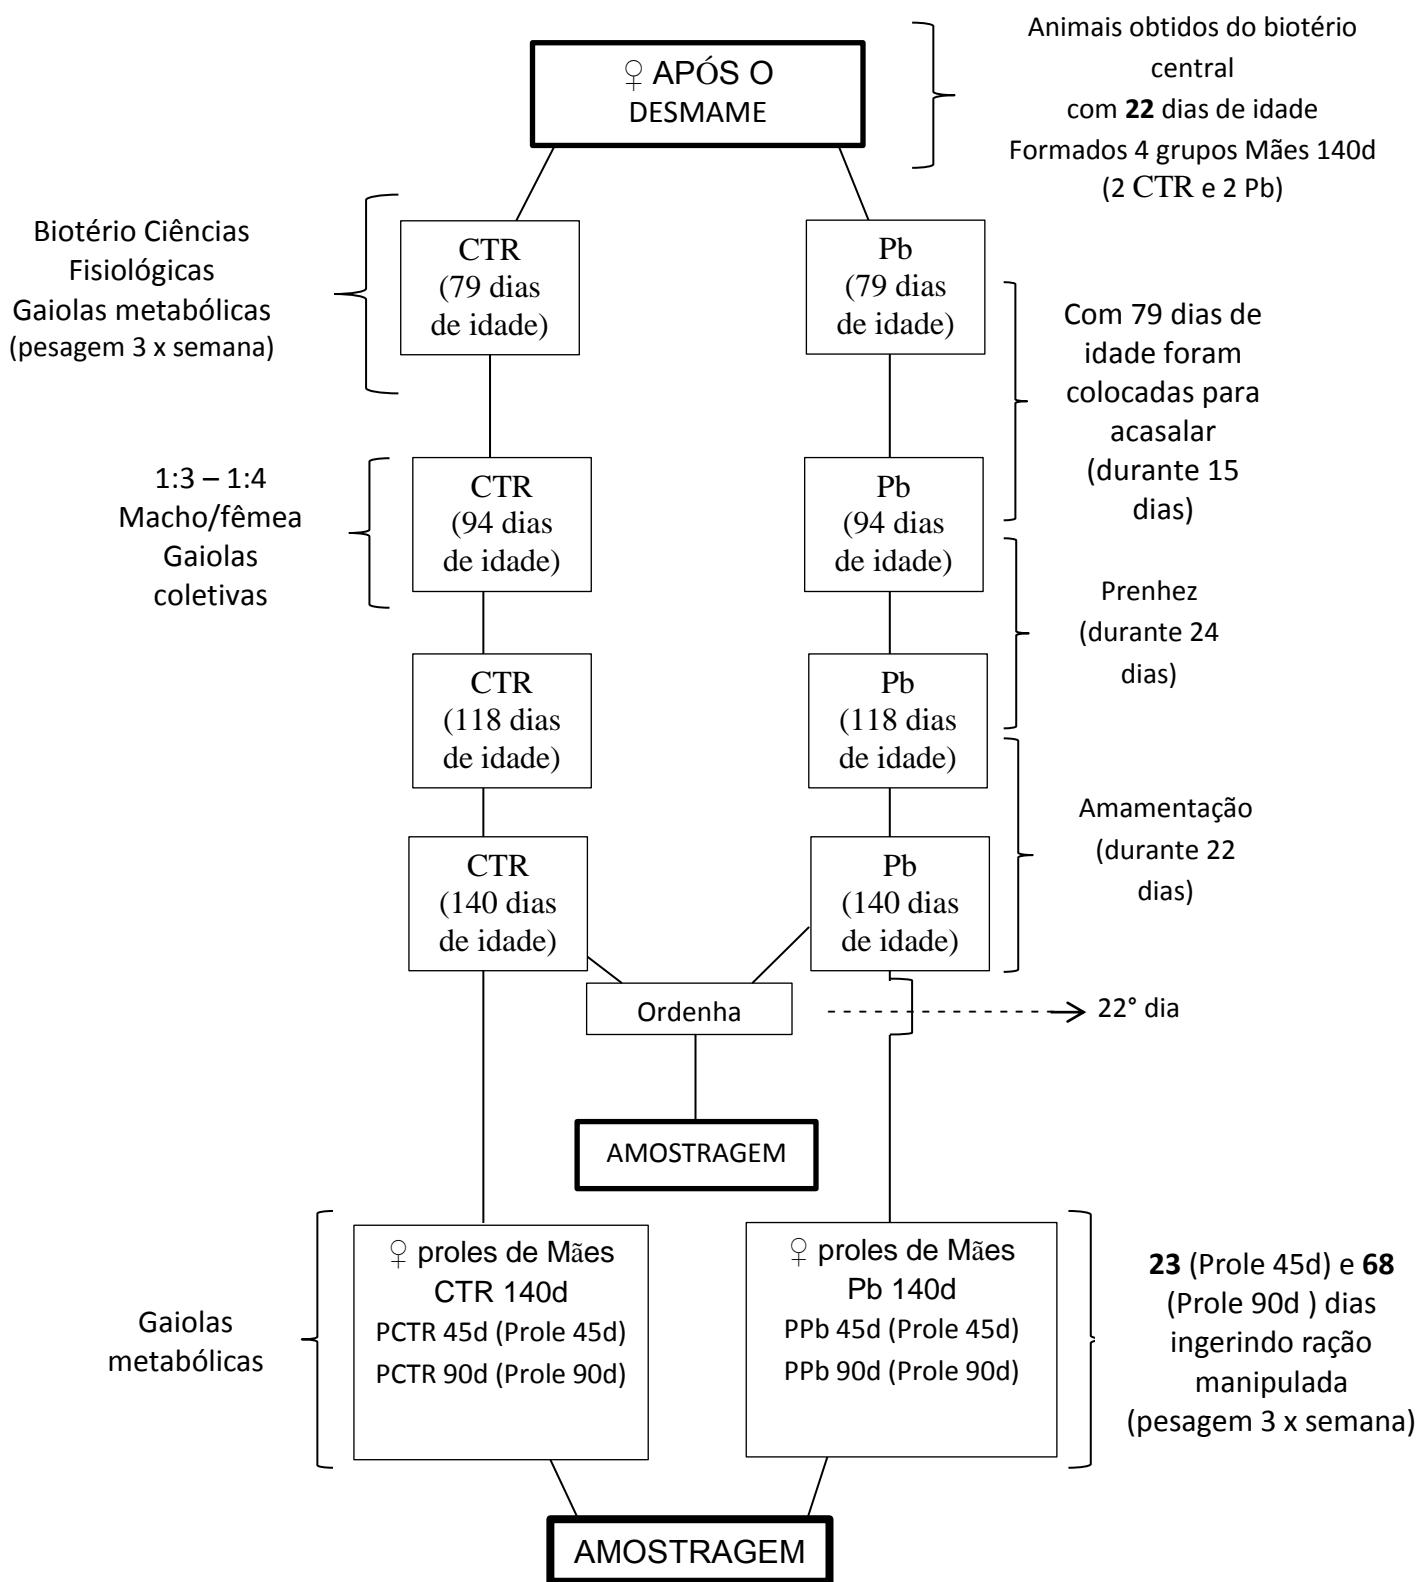 Animais obtidos do biotério
central
com 22 dias de idade
Formados 4 grupos Mães 140d
(2 CTR e 2 Pb)
♀ APÓS O
DESMAME
Biotério Ciências
Fisiológicas
Gaiolas metabólicas
(pesagem 3 x semana)
CTR
(79 dias
de idade)
Pb
(79 dias
de idade)
Com 79 dias de
idade foram
colocadas para
acasalar
(durante 15
dias)
1:3 – 1:4
Macho/fêmea
Gaiolas
coletivas
CTR
(94 dias
de idade)
Pb
(94 dias
de idade)
Prenhez
(durante 24
dias)
CTR
(118 dias
de idade)
Pb
(118 dias
de idade)
Amamentação
(durante 22
dias)
CTR
(140 dias
de idade)
Pb
(140 dias
de idade)
Ordenha
22° dia
AMOSTRAGEM
Gaiolas
metabólicas
♀ proles de Mães
CTR 140d
PCTR 45d (Prole 45d)
PCTR 90d (Prole 90d)
♀ proles de Mães
Pb 140d
PPb 45d (Prole 45d)
PPb 90d (Prole 90d)
23 (Prole 45d) e 68
(Prole 90d ) dias
ingerindo ração
manipulada
(pesagem 3 x semana)
AMOSTRAGEM